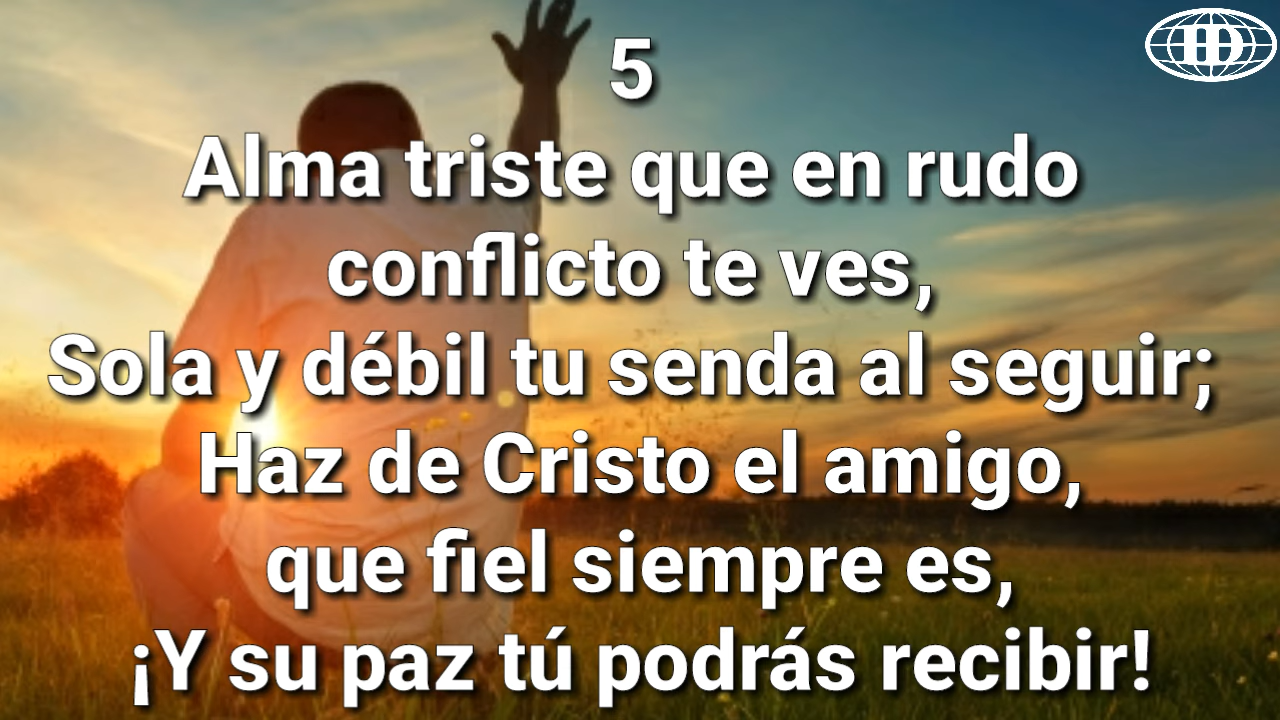 5
Alma triste que en rudo
conflicto te ves,
Sola y débil tu senda al seguir;
Haz de Cristo el amigo,
que fiel siempre es,
¡Y su paz tú podrás recibir!